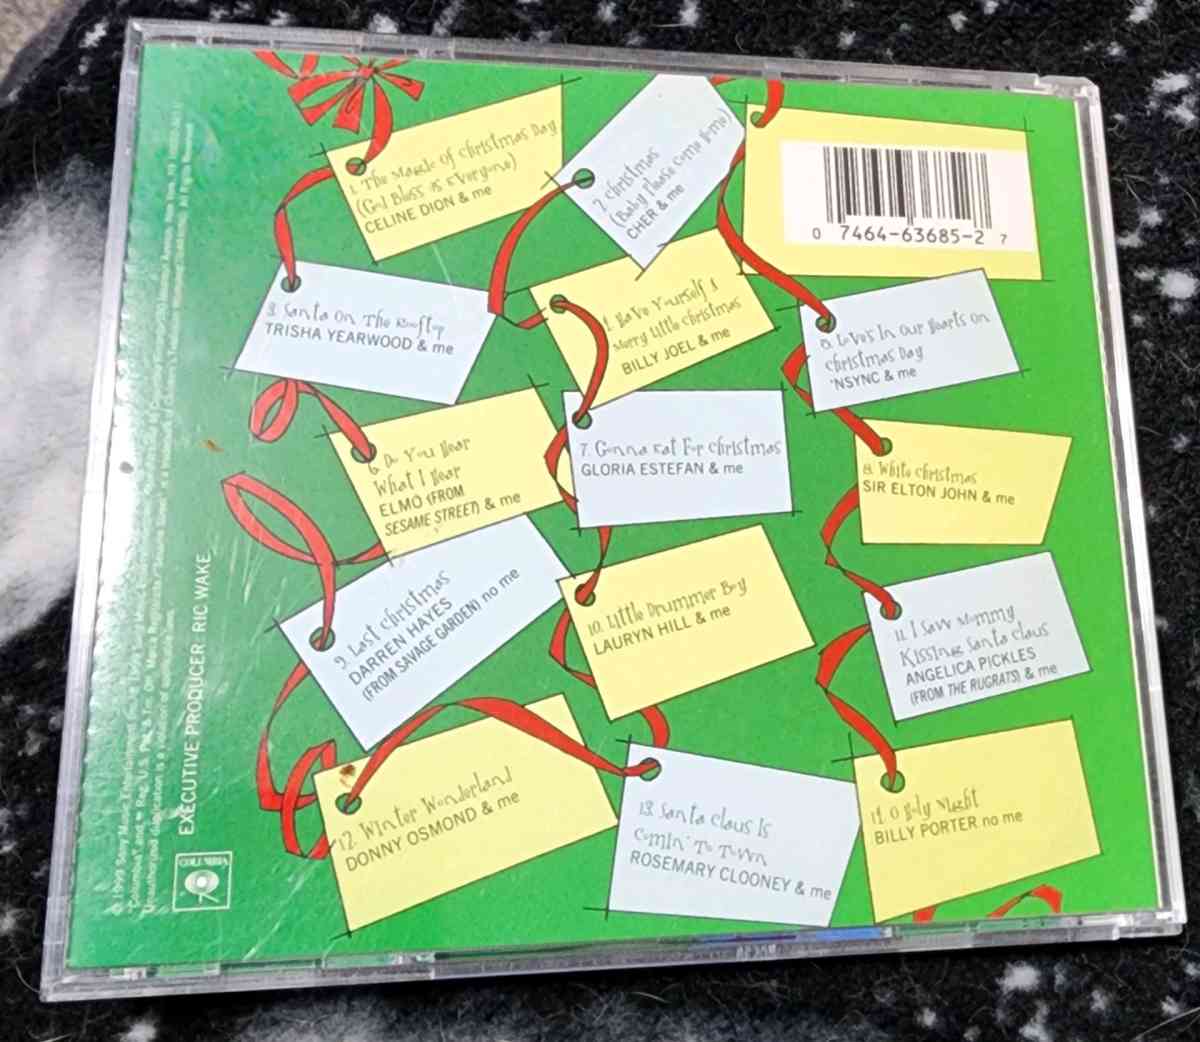 1. The Magic of Christmas Day
(God Bless Us Everyone)
CELINE DION & me
2. Christmas
(Baby Please Come Home)
CHER & me
0 7464-63685-2 7
3. Santa On The Rooftop
TRISHA YEARWOOD & me
4. Have Yourself A
Merry Little Christmas
BILLY JOEL & me
5. Love's In Our Hearts On
Christmas Day
'NSYNC & me
6. Do You Hear
What I Hear
ELMO (FROM
SESAME STREET) & me
7. Gonna Eat For Christmas
GLORIA ESTEFAN & me
8. White Christmas
SIR ELTON JOHN & me
9. Last Christmas
DARREN HAYES
(FROM SAVAGE GARDEN) no me
10. Little Drummer Boy
LAURYN HILL & me
11. I Saw Mommy
Kissing Santa Claus
ANGELICA PICKLES
(FROM THE RUGRATS) & me
12. Winter Wonderland
DONNY OSMOND & me
13. Santa Claus Is
Comin' To Town
ROSEMARY CLOONEY & me
14. O Holy Night
BILLY PORTER no me
EXECUTIVE PRODUCER RIC WAKE
COLUMBIA